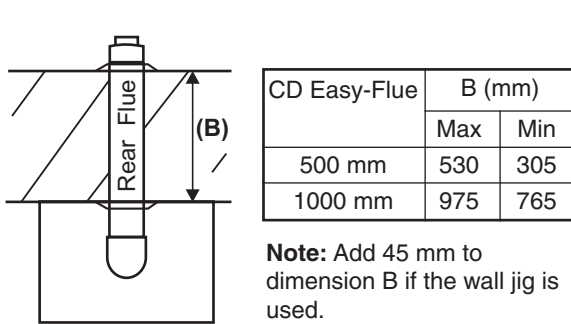 Rear Flue
(B)
CD Easy-Flue B (mm)
Max Min
500 mm 530 305
1000 mm 975 765
Note: Add 45 mm to
dimension B if the wall jig is
used.